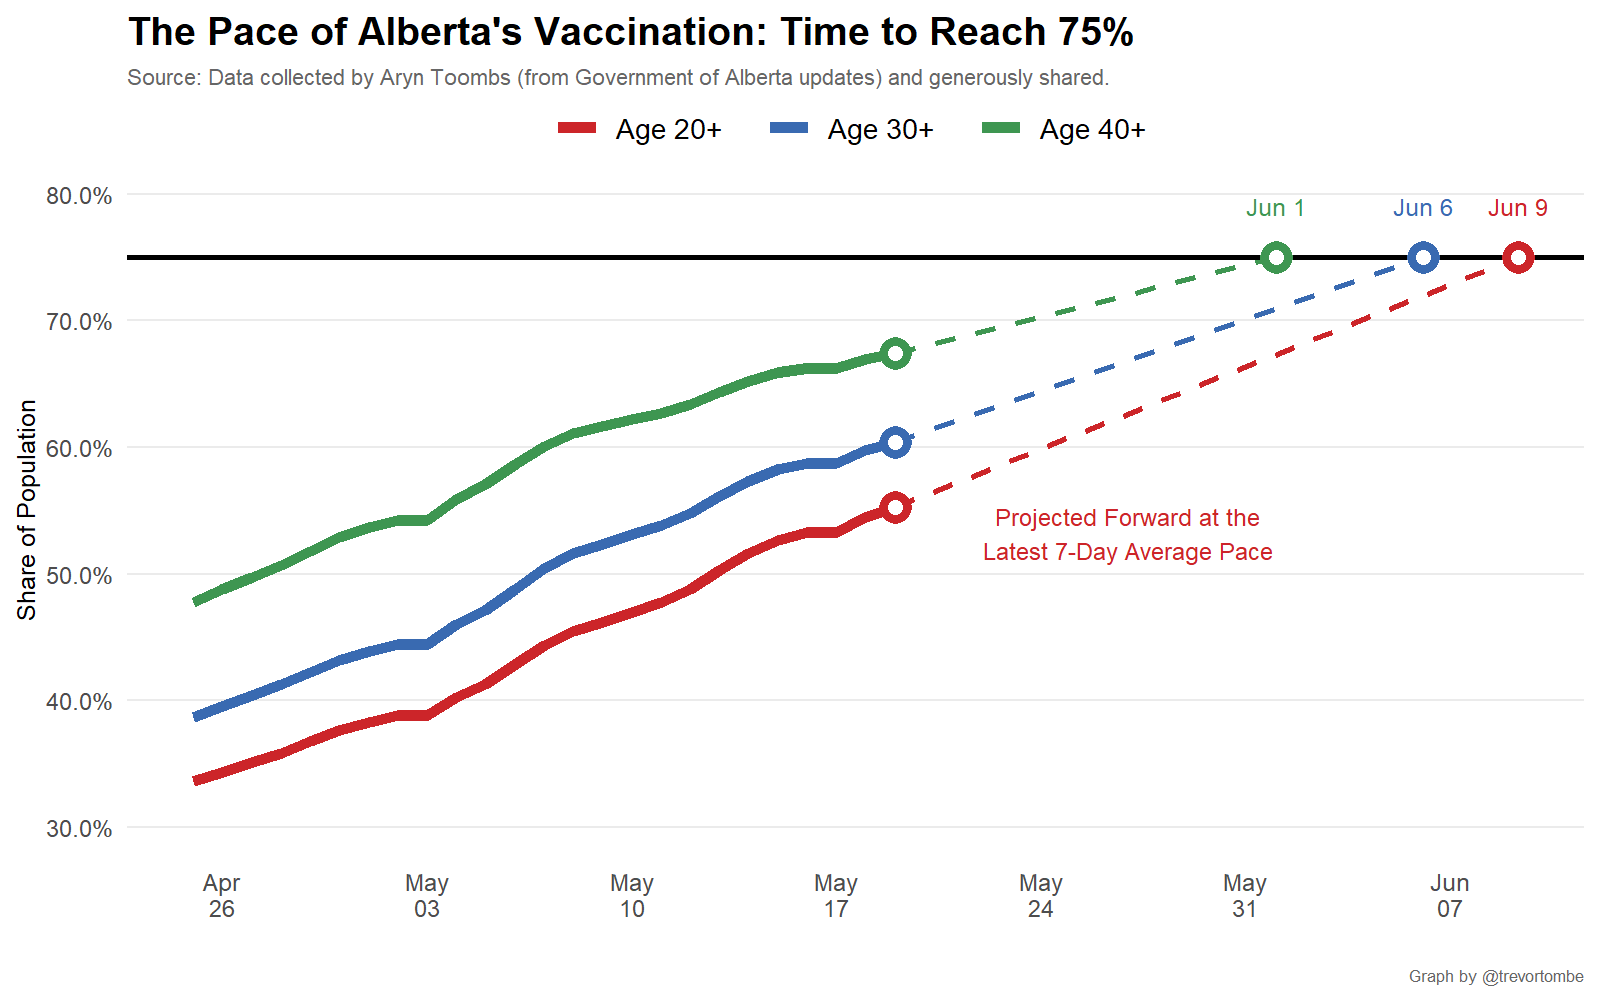 The Pace of Alberta's Vaccination: Time to Reach 75%
Source: Data collected by Aryn Toombs (from Government of Alberta updates) and generously shared.
Age 20+ Age 30+ Age 40+
80.0%
Jun 1 Jun 6 Jun 9
70.0%
60.0%
50.0%
40.0%
30.0%
Share of Population
Projected Forward at the
Latest 7-Day Average Pace
Apr May May May May May Jun
26 03 10 17 24 31 07
Graph by @trevortombe